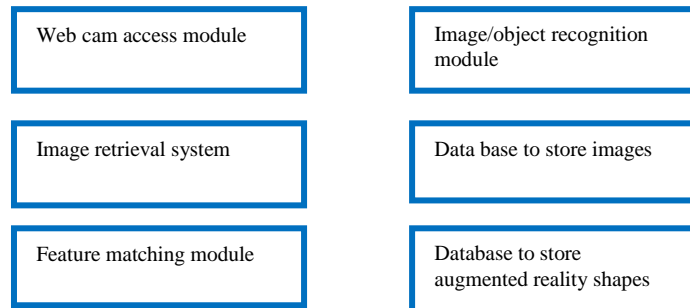 Web cam access module
Image/object recognition
module
Image retrieval system
Data base to store images
Feature matching module
Database to store
augmented reality shapes